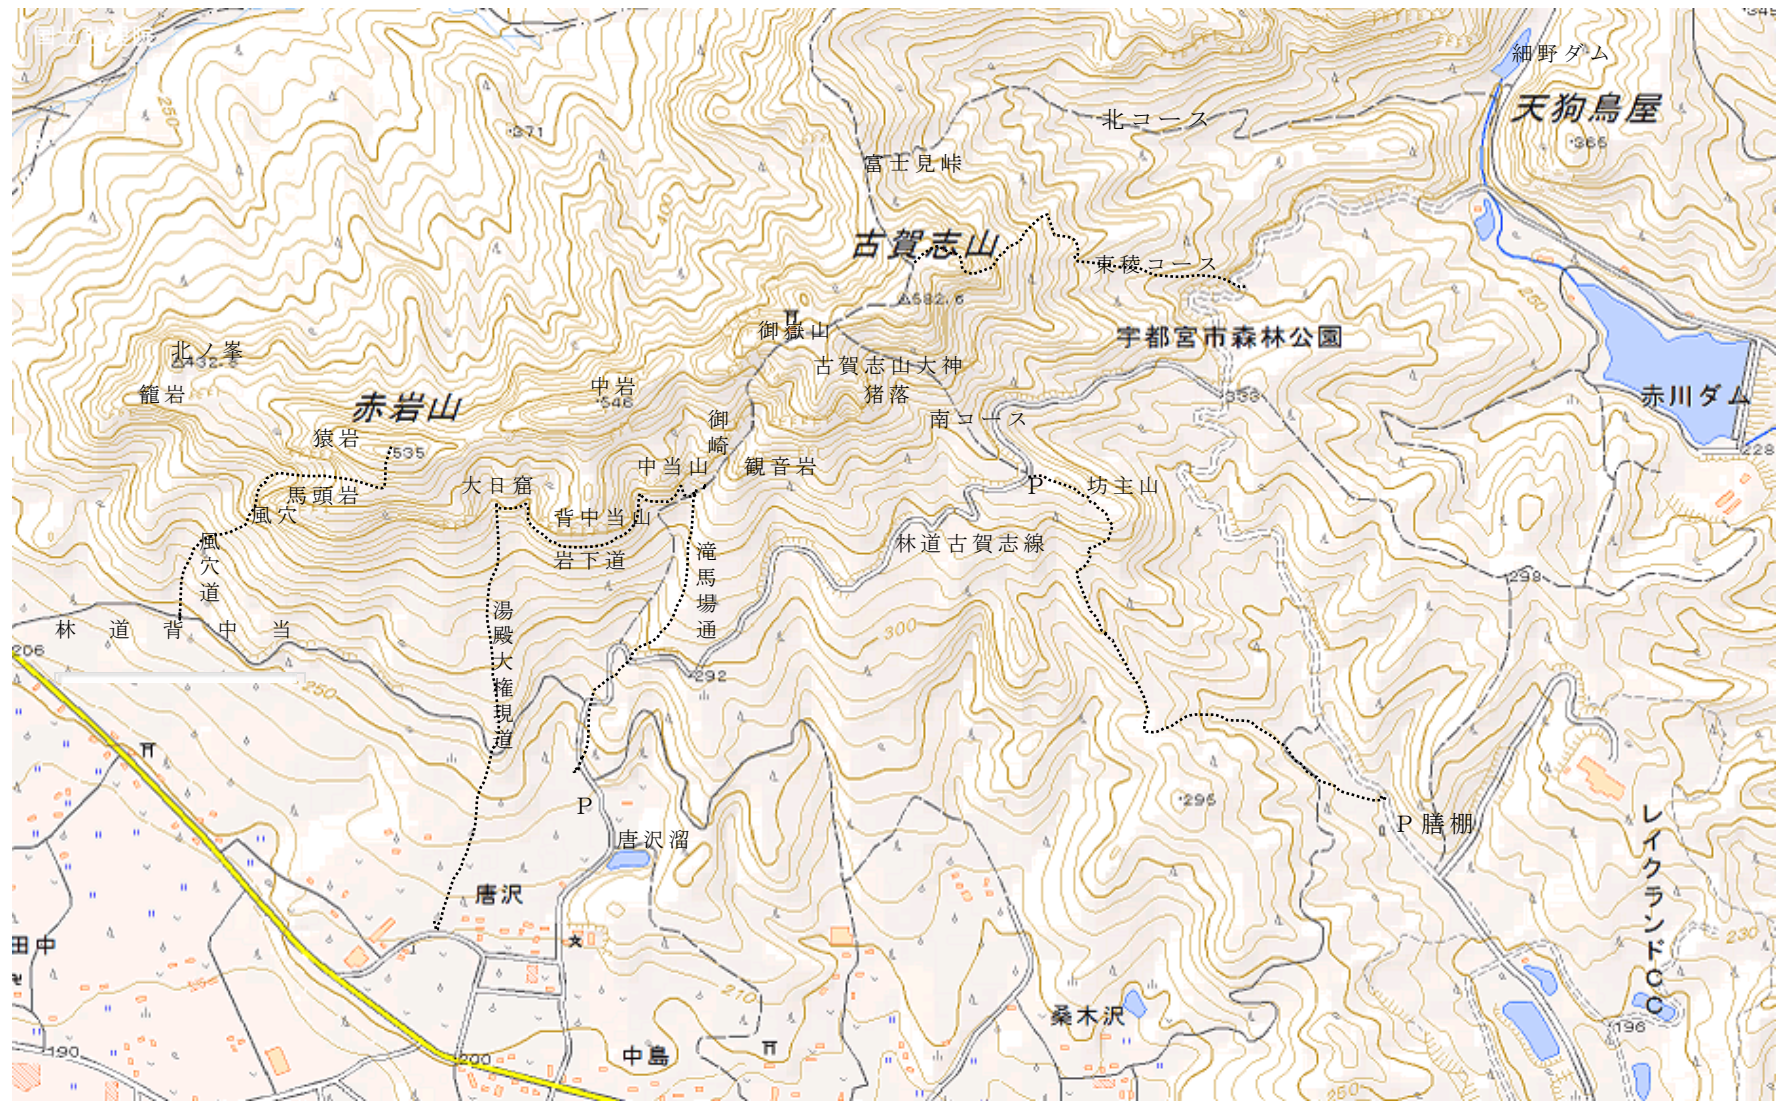 349
細野ダム
天狗鳥屋
250
371
北コース
365
富士見峠
400
古賀志山
東稜コース
582.6
250
御嶽山
宇都宮市森林公園
北ノ峯
432.5
古賀志山大神
籠岩
中岩
猪落
赤岩山
546
333
赤川ダム
御崎
南コース
猿岩
535
228
中当山
観音岩
大日窟
P
坊主山
馬頭岩
風穴
背中当山
風穴道
岩下道
滝馬場通
林道古賀志線
298
湯殿大権現道
林道背中当
300
206
250
292
295
P
P膳棚
唐沢溜
レイクランドCC
唐沢
田中
230
210
桑木沢
196
190
200
中島
250